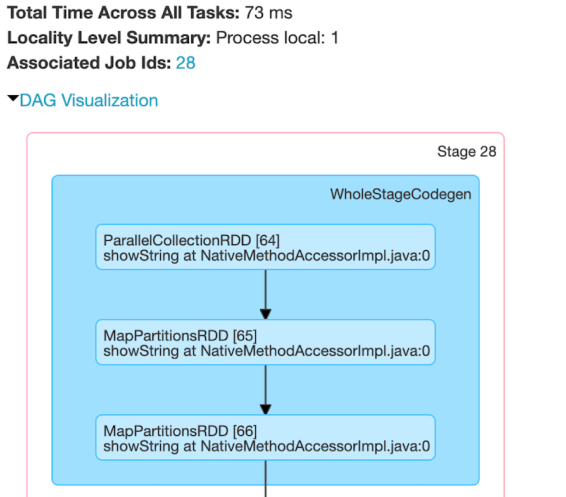 Total Time Across All Tasks: 73 ms
Locality Level Summary: Process local: 1
Associated Job Ids: 28
DAG Visualization
Stage 28
WholeStageCodegen
ParallelCollectionRDD [64]
showString at NativeMethodAccessorImpl.java:0
MapPartitionsRDD [65]
showString at NativeMethodAccessorImpl.java:0
MapPartitionsRDD [66]
showString at NativeMethodAccessorImpl.java:0